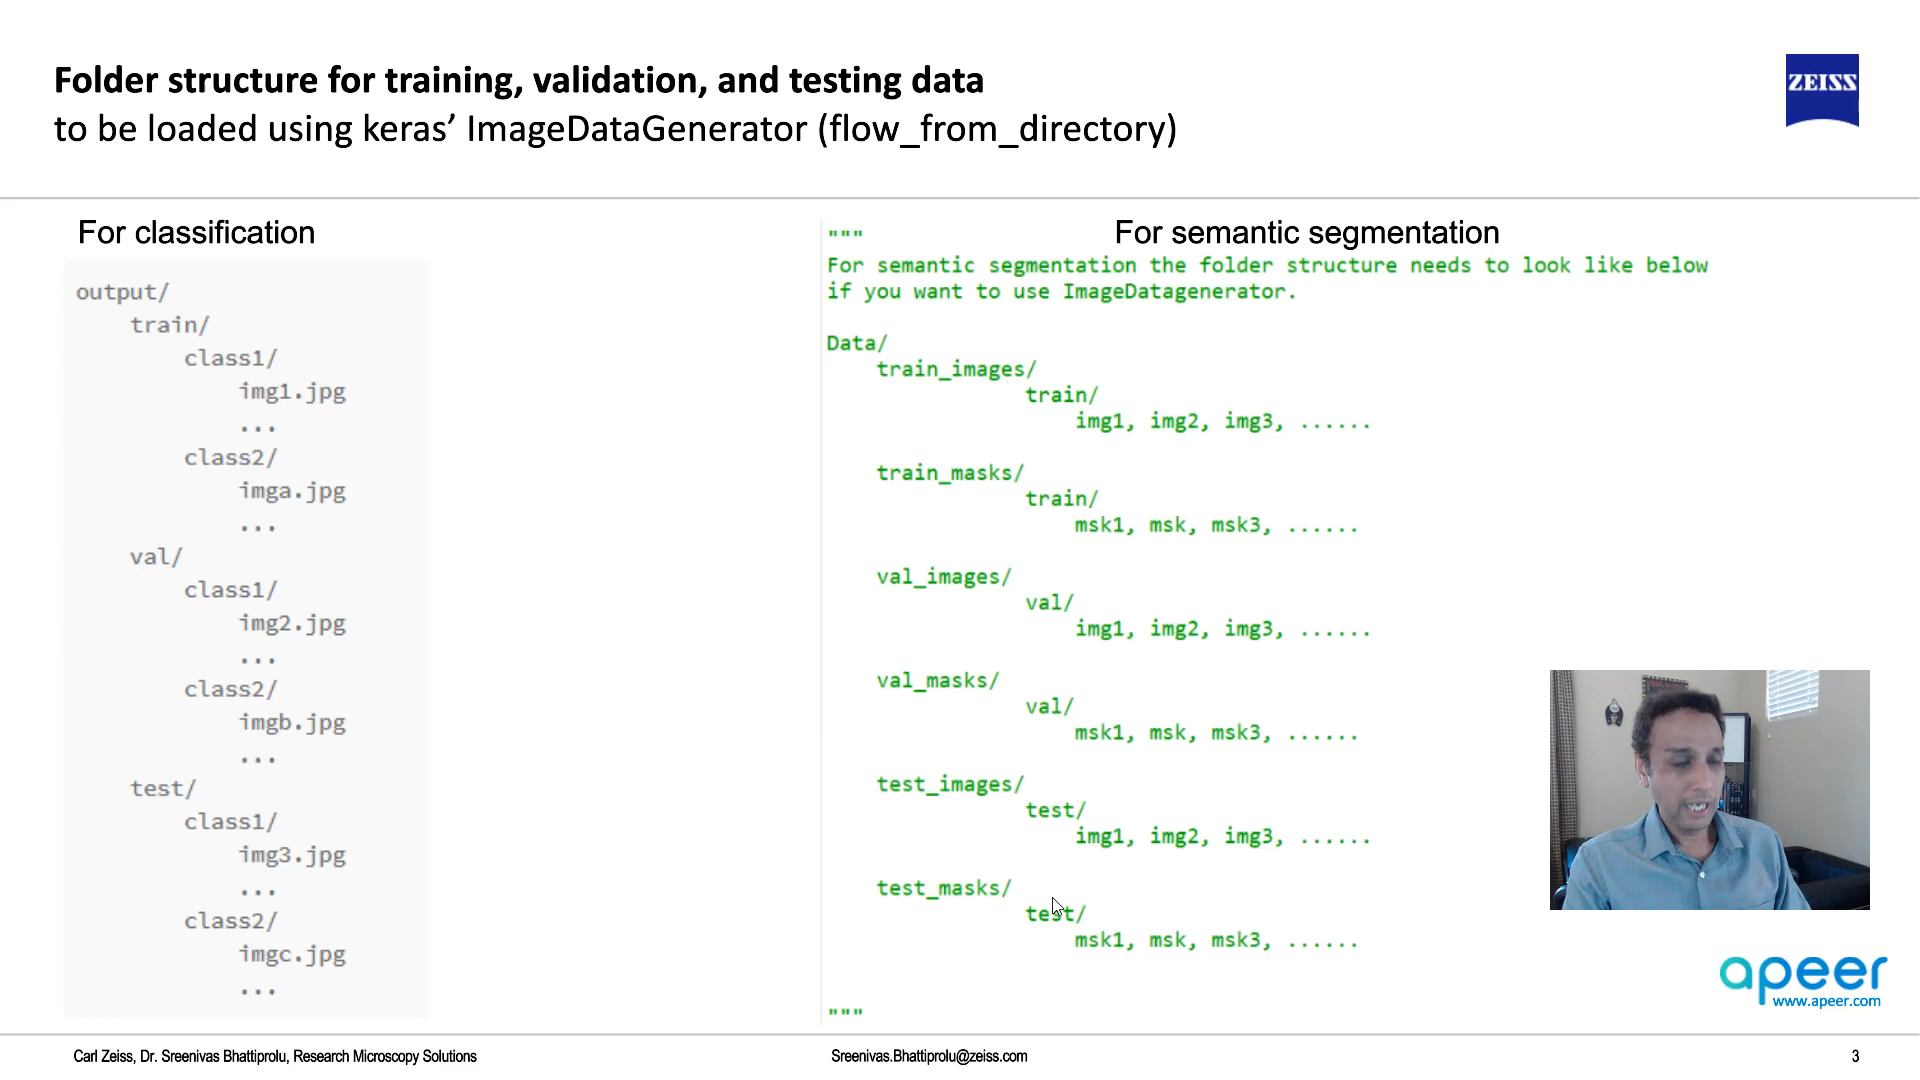 Folder structure for training, validation, and testing data
to be loaded using keras’ ImageDataGenerator (flow_from_directory)
ZEISS
For classification
output/
train/
class1/
img1.jpg
...
class2/
imga.jpg
...
val/
class1/
img2.jpg
...
class2/
imgb.jpg
...
test/
class1/
img3.jpg
...
class2/
imgc.jpg
...
For semantic segmentation
"""
For semantic segmentation the folder structure needs to look like below
if you want to use ImageDatagenerator.
Data/
train_images/
train/
img1, img2, img3, ......
train_masks/
train/
msk1, msk, msk3, ......
val_images/
val/
img1, img2, img3, ......
val_masks/
val/
msk1, msk, msk3, ......
test_images/
test/
img1, img2, img3, ......
test_masks/
test/
msk1, msk, msk3, ......
"""
apeer
www.apeer.com
Carl Zeiss, Dr. Sreenivas Bhattiprolu, Research Microscopy Solutions
Sreenivas.Bhattiprolu@zeiss.com
3